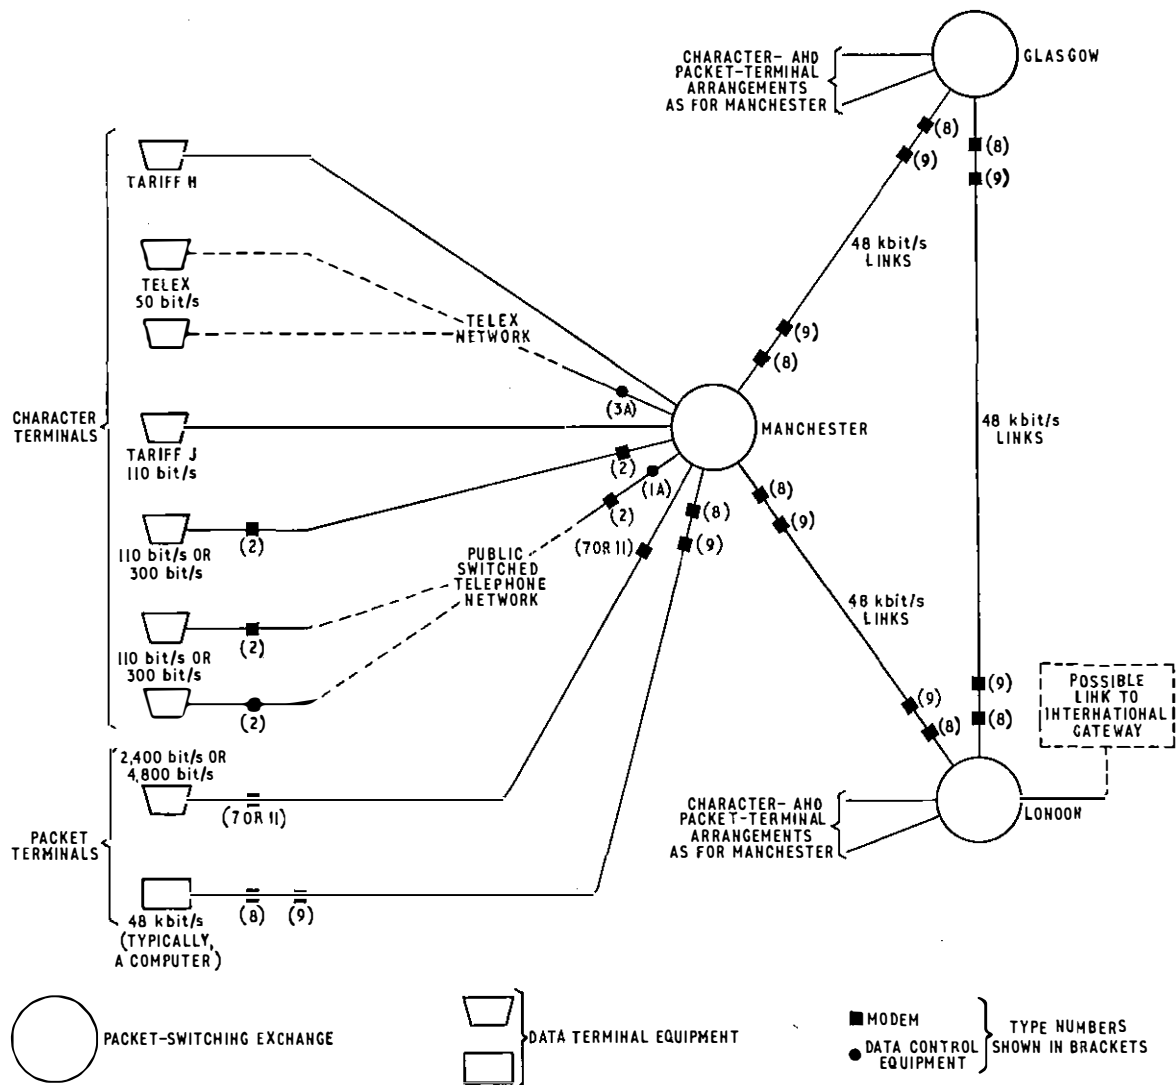 CHARACTER- AND
PACKET-TERMINAL
ARRANGEMENTS
AS FOR MANCHESTER
GLASGOW
(8)
(9)
(8)
(9)
48 kbit/s
LINKS
(9)
(8)
CHARACTER
TERMINALS
TARIFF H
TELEX
50 bit/s
TELEX
NETWORK
(3A)
TARIFF J
110 bit/s
(2)
MANCHESTER
48 kbit/s
LINKS
110 bit/s OR
300 bit/s
(2)
(1A)
(2)
(8)
(9)
(7 OR 11)
(8)
(9)
PUBLIC
SWITCHED
TELEPHONE
NETWORK
110 bit/s OR
300 bit/s
(2)
(2)
48 kbit/s
LINKS
(9)
(8)
(9)
(8)
POSSIBLE
LINK TO
INTERNATIONAL
GATEWAY
PACKET
TERMINALS
2,400 bit/s OR
4,800 bit/s
(7 OR 11)
CHARACTER- AND
PACKET-TERMINAL
ARRANGEMENTS
AS FOR MANCHESTER
LONDON
48 kbit/s
(TYPICALLY,
A COMPUTER)
(8)
(9)
PACKET-SWITCHING EXCHANGE
DATA TERMINAL EQUIPMENT
MODEM
DATA CONTROL
EQUIPMENT
TYPE NUMBERS
SHOWN IN BRACKETS